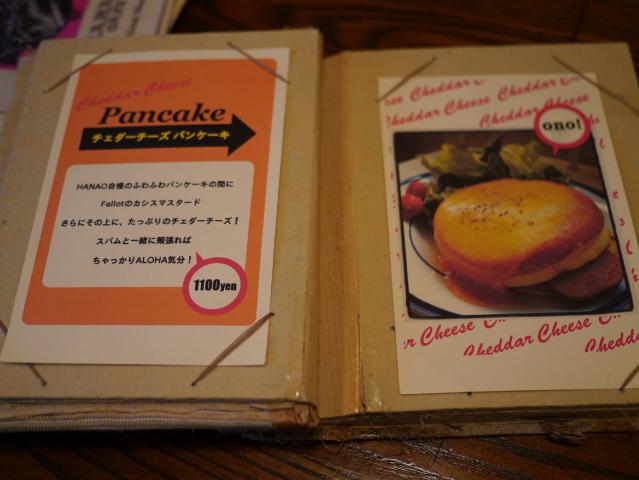 Cheddar Cheese
Pancake
チェダーチーズ パンケーキ
HANAO自慢のふわふわパンケーキの間に
Fallotのカシスマスタード
さらにその上に、たっぷりのチェダーチーズ！
スパムと一緒に頬張れば
ちゃっかりALOHA気分！
1100yen
Cheddar Cheese
Cheese Cheddar Cheese
Cheddar Cheese Cheddar Cheese
ono!
Cheddar Cheese
Cheddar Cheese Chedd